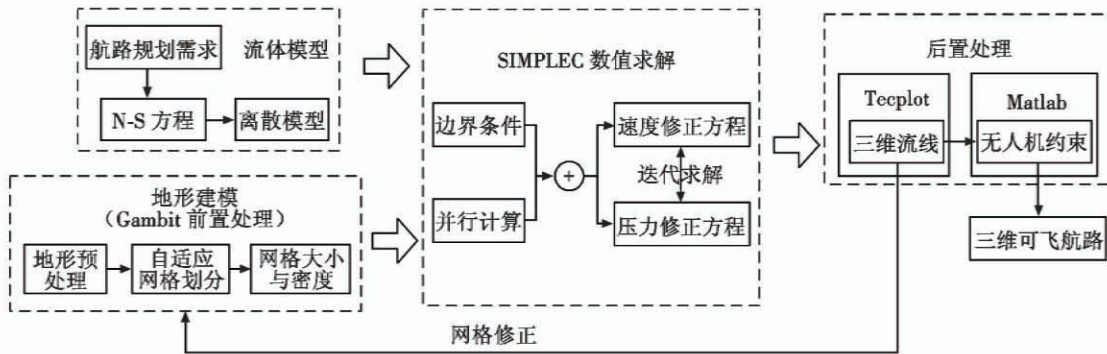 航路规划需求
流体模型
N-S 方程
离散模型
地形建模
（Gambit 前置处理）
地形预
处理
自适应
网格划分
网格大小
与密度
SIMPLEC 数值求解
边界条件
并行计算
+
速度修正方程
迭代求解
压力修正方程
后置处理
Tecplot
三维流线
Matlab
无人机约束
三维可飞航路
网格修正